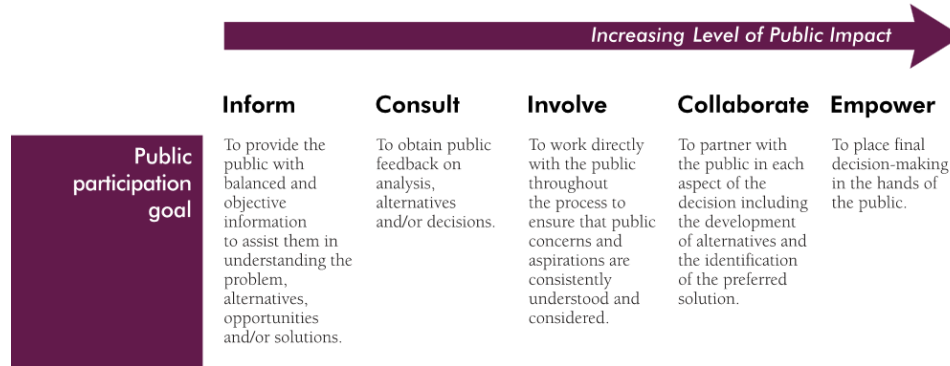 Increasing Level of Public Impact
Inform
Consult
Involve
Collaborate
Empower
Public
participation
goal
To provide the
public with
balanced and
objective
information
to assist them in
understanding the
problem,
alternatives,
opportunities
and/or solutions.
To obtain public
feedback on
analysis,
alternatives
and/or decisions.
To work directly
with the public
throughout
the process to
ensure that public
concerns and
aspirations are
consistently
understood and
considered.
To partner with
the public in each
aspect of the
decision including
the development
of alternatives and
the identification
of the preferred
solution.
To place final
decision-making
in the hands of
the public.